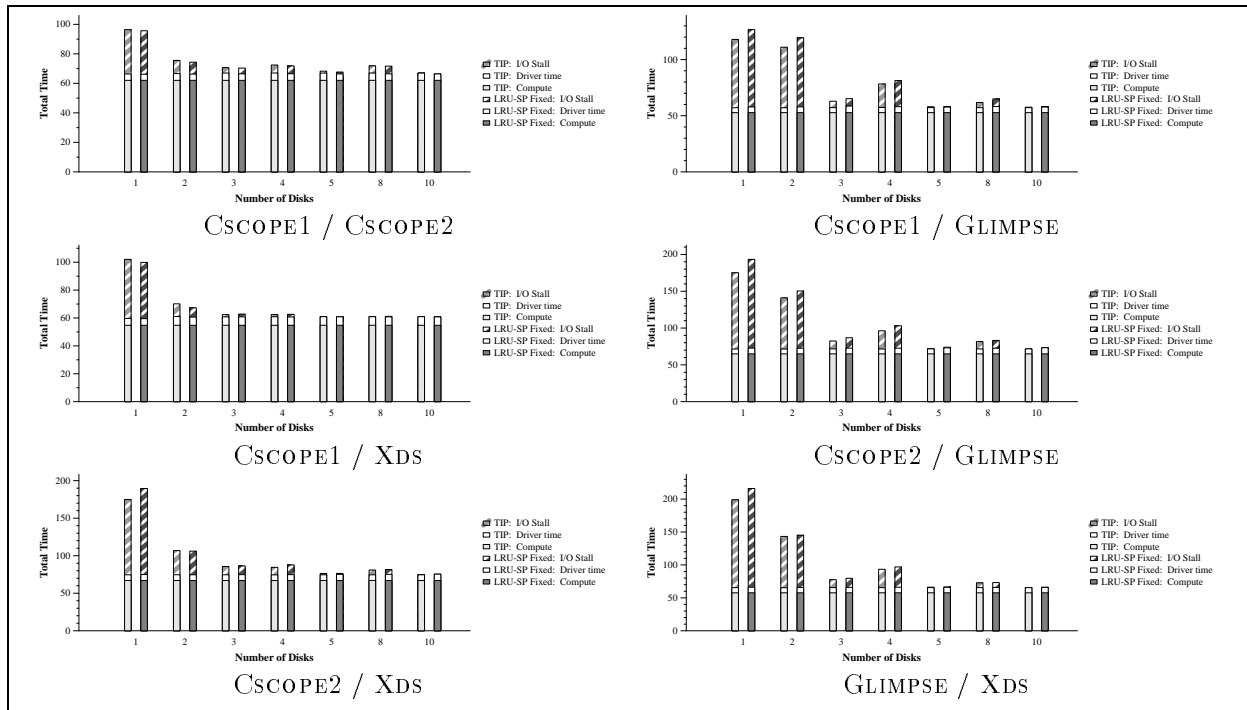 Total Time
100
80
60
40
20
0
1 2 3 4 5 8 10
Number of Disks
TIP: I/O Stall
TIP: Driver time
TIP: Compute
LRU-SP Fixed: I/O Stall
LRU-SP Fixed: Driver time
LRU-SP Fixed: Compute
CSCOPE1 / CSCOPE2
Total Time
100
50
0
1 2 3 4 5 8 10
Number of Disks
TIP: I/O Stall
TIP: Driver time
TIP: Compute
LRU-SP Fixed: I/O Stall
LRU-SP Fixed: Driver time
LRU-SP Fixed: Compute
CSCOPE1 / GLIMPSE
Total Time
100
80
60
40
20
0
1 2 3 4 5 8 10
Number of Disks
TIP: I/O Stall
TIP: Driver time
TIP: Compute
LRU-SP Fixed: I/O Stall
LRU-SP Fixed: Driver time
LRU-SP Fixed: Compute
CSCOPE1 / XDS
Total Time
200
150
100
50
0
1 2 3 4 5 8 10
Number of Disks
TIP: I/O Stall
TIP: Driver time
TIP: Compute
LRU-SP Fixed: I/O Stall
LRU-SP Fixed: Driver time
LRU-SP Fixed: Compute
CSCOPE2 / GLIMPSE
Total Time
200
150
100
50
0
1 2 3 4 5 8 10
Number of Disks
TIP: I/O Stall
TIP: Driver time
TIP: Compute
LRU-SP Fixed: I/O Stall
LRU-SP Fixed: Driver time
LRU-SP Fixed: Compute
CSCOPE2 / XDS
Total Time
200
150
100
50
0
1 2 3 4 5 8 10
Number of Disks
TIP: I/O Stall
TIP: Driver time
TIP: Compute
LRU-SP Fixed: I/O Stall
LRU-SP Fixed: Driver time
LRU-SP Fixed: Compute
GLIMPSE / XDS